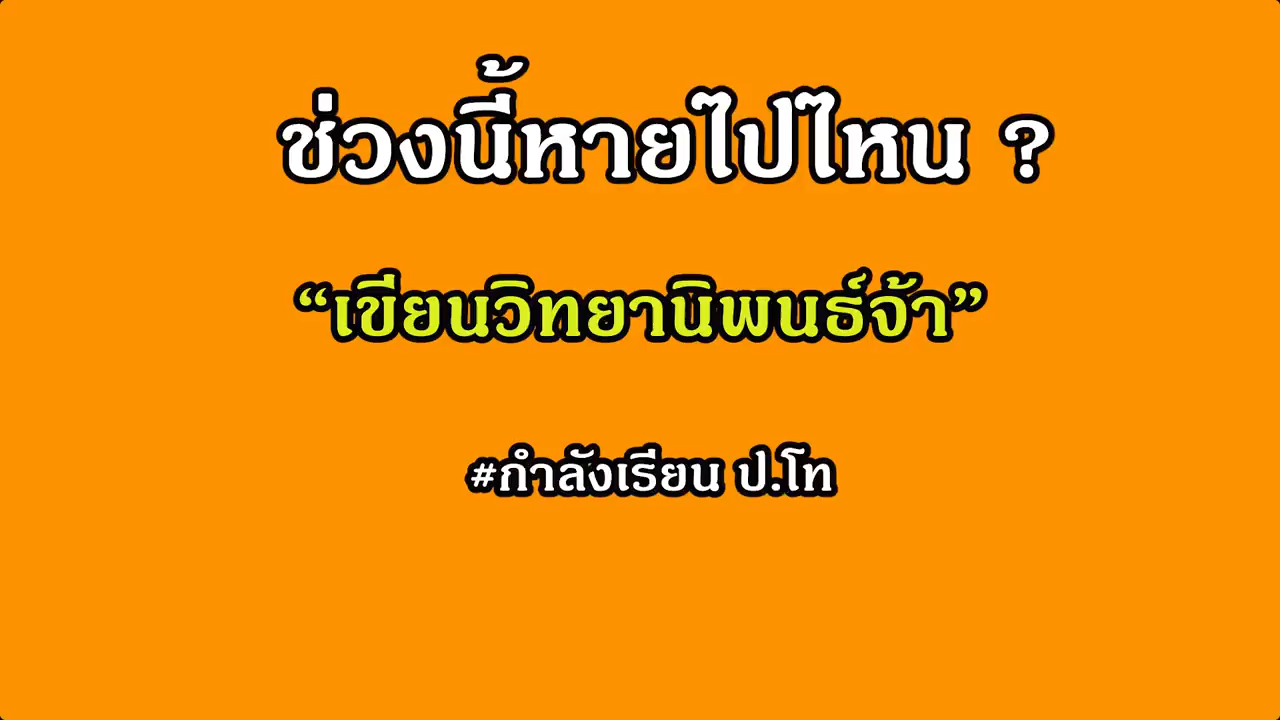 ช่วงนี้หายไปไหน ?
“เขียนวิทยานิพนธ์จ้า”
#กำลังเรียน ป.โท